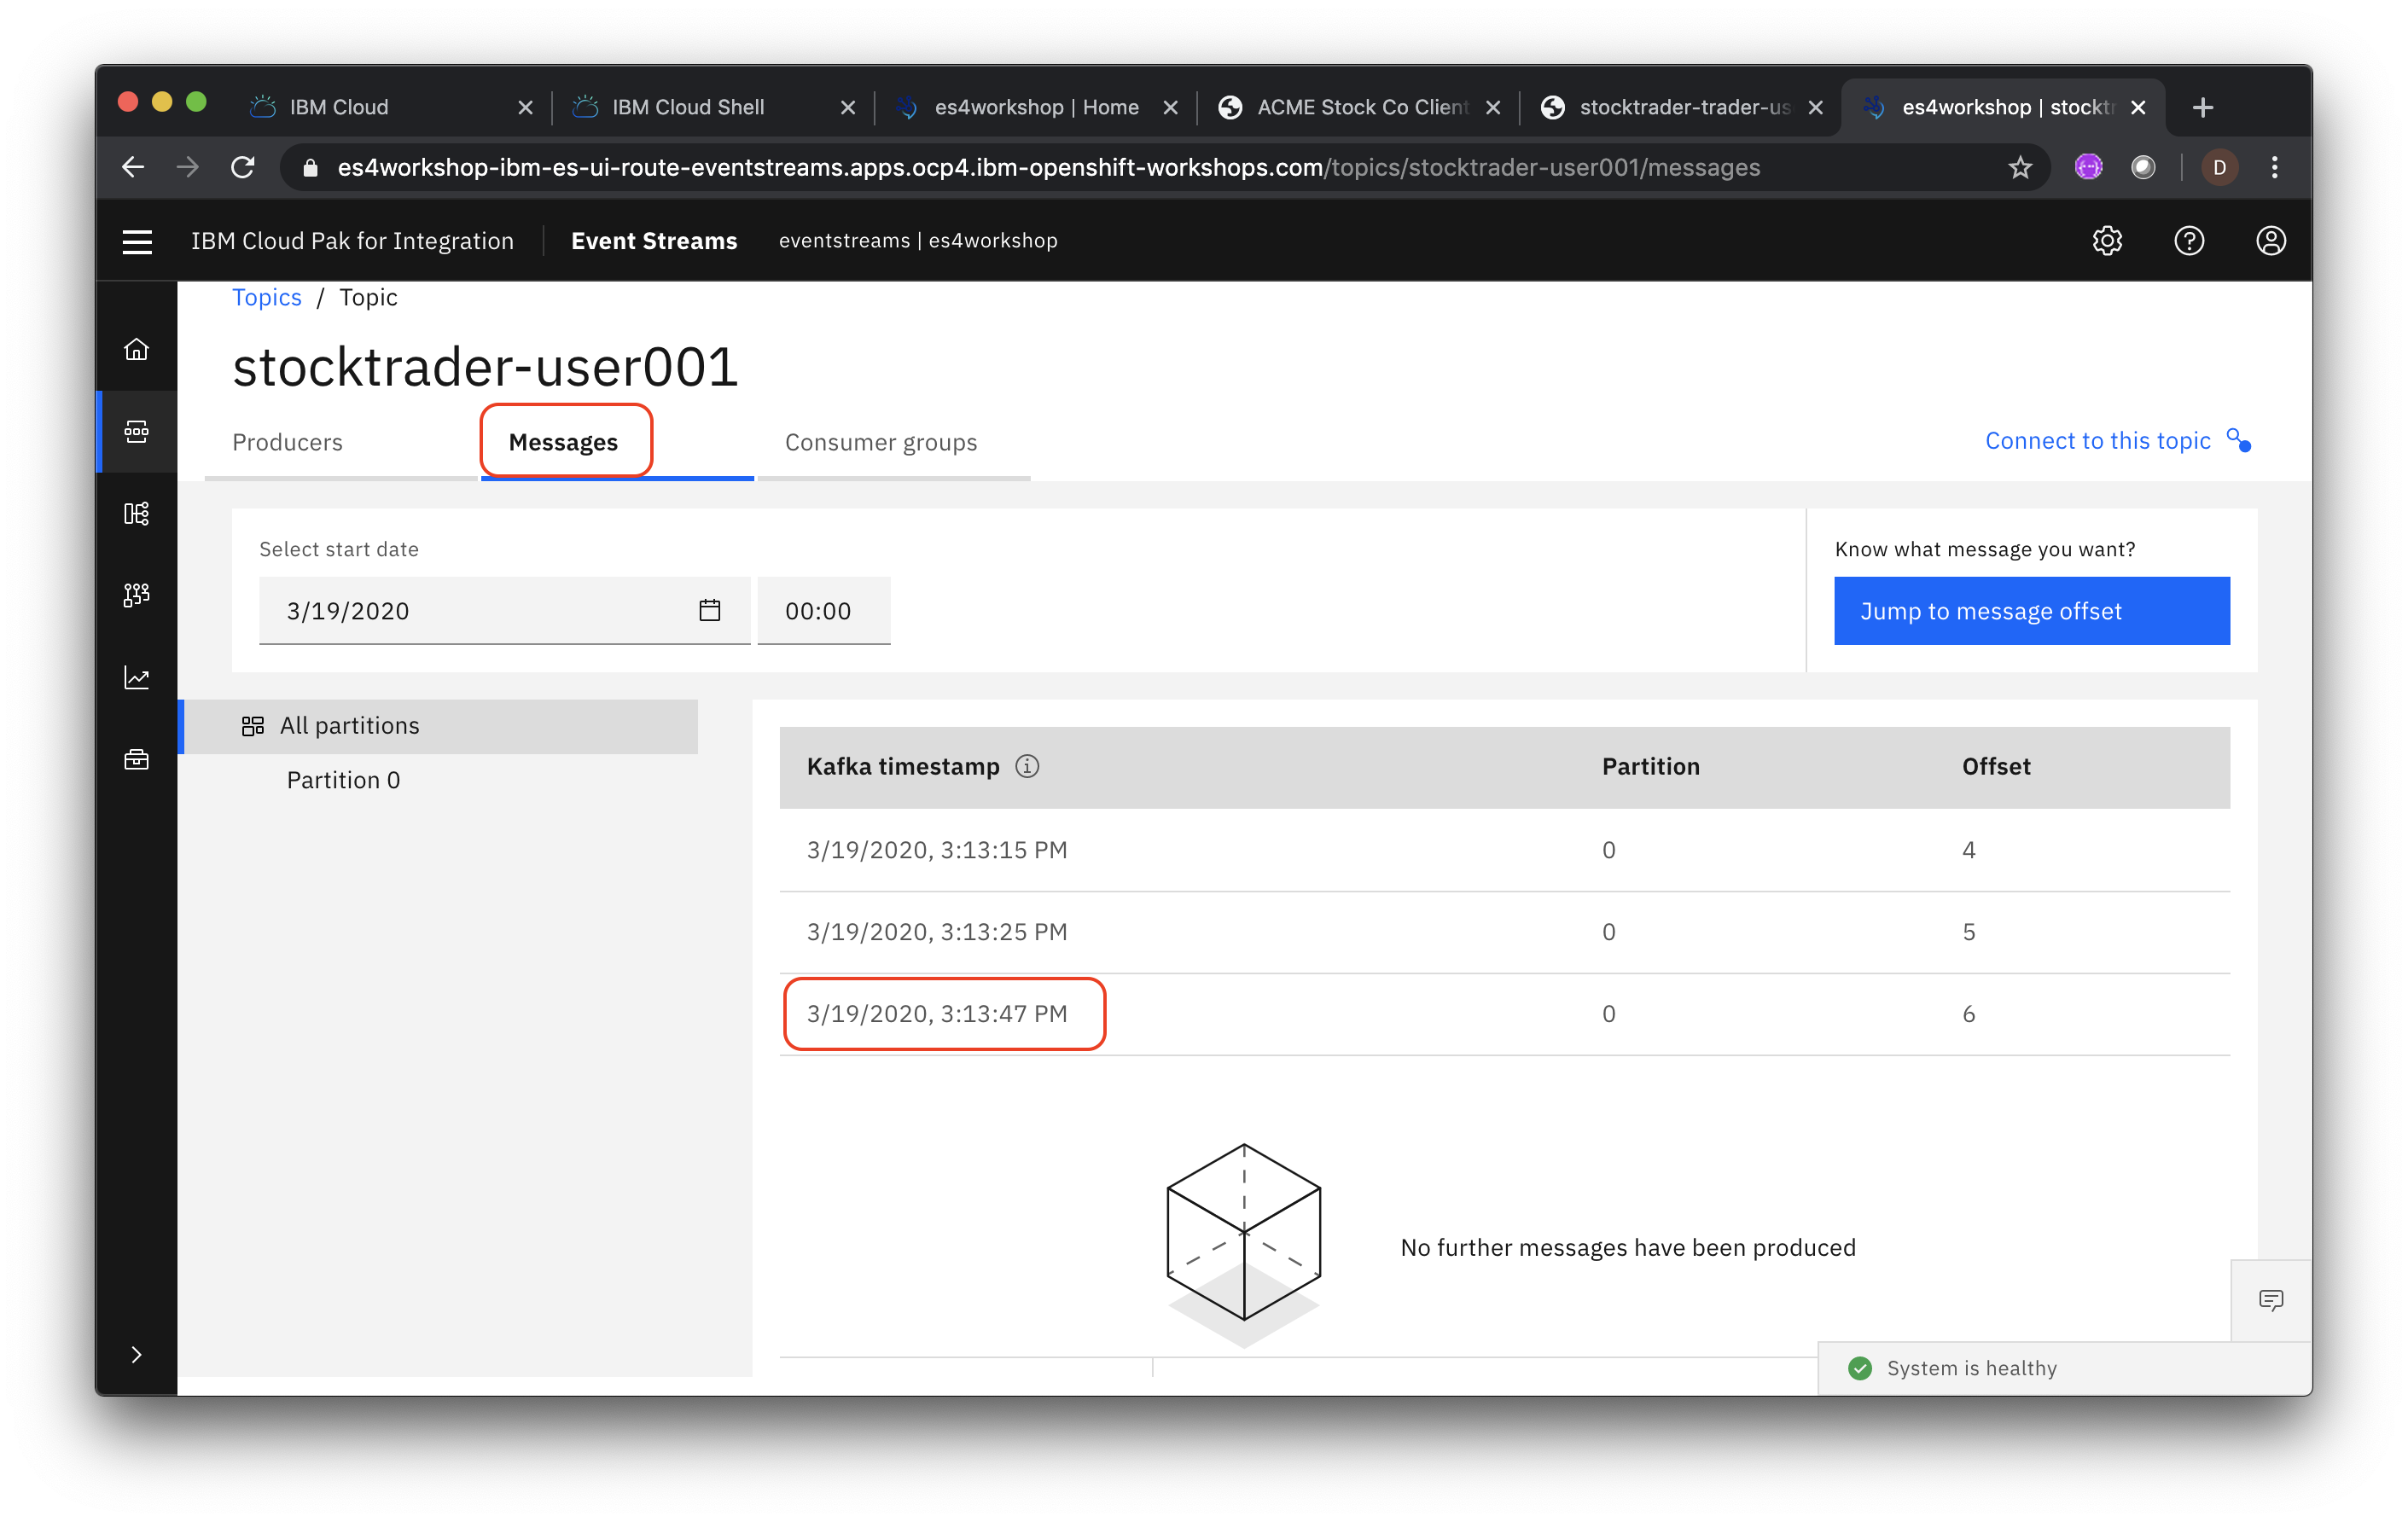 IBM Cloud
IBM Cloud Shell
es4workshop | Home
ACME Stock Co Client
stocktrader-trader-us
es4workshop | stockt
es4workshop-ibm-es-ui-route-eventstreams.apps.ocp4.ibm-openshift-workshops.com/topics/stocktrader-user001/messages
D
IBM Cloud Pak for Integration
Event Streams
eventstreams | es4workshop
Topics / Topic
stocktrader-user001
Producers
Messages
Consumer groups
Connect to this topic
Select start date
Know what message you want?
3/19/2020
00:00
Jump to message offset
All partitions
Partition 0
Kafka timestamp Partition Offset
3/19/2020, 3:13:15 PM 0 4
3/19/2020, 3:13:25 PM 0 5
3/19/2020, 3:13:47 PM 0 6
No further messages have been produced
System is healthy